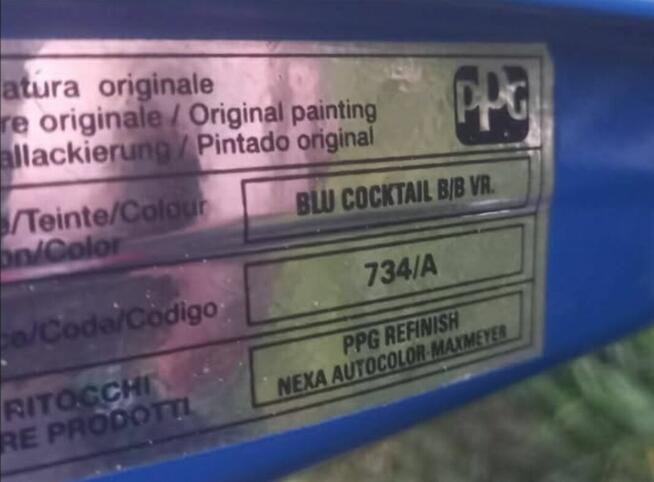 atura originale
re originale / Original painting
allackierung / Pintado original
PPG
e/Teinte/Colour
on/Color
BLU COCKTAIL B/B VR.
ce/Code/Codigo
734/A
RITOCCHI
RE PRODOTTI
PPG REFINISH
NEXA AUTOCOLOR-MAXMEYER